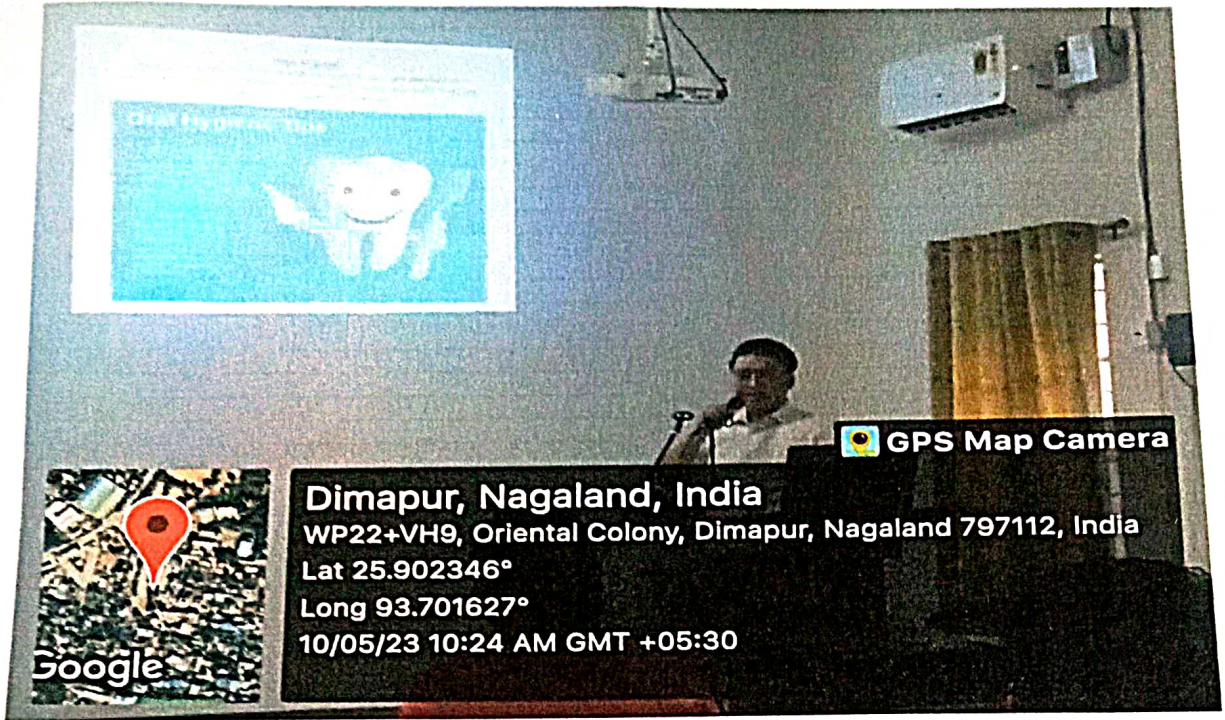 Oral Hygiene Tips
GPS Map Camera
Dimapur, Nagaland, India
WP22+VH9, Oriental Colony, Dimapur, Nagaland 797112, India
Lat 25.902346°
Long 93.701627°
10/05/23 10:24 AM GMT +05:30
Google